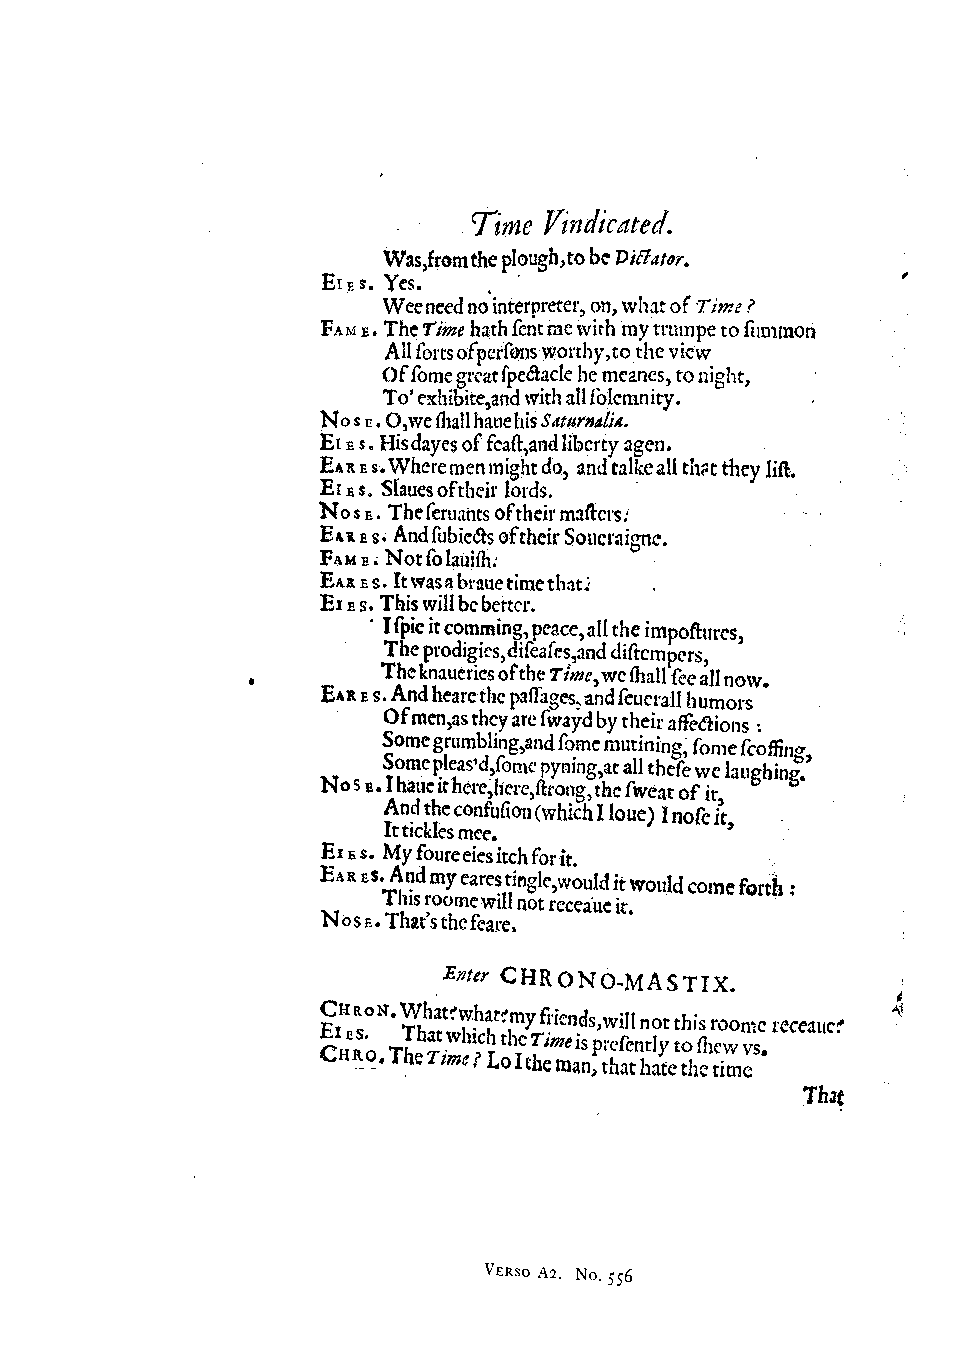 Time Vindicated.
Was,from the plough,to be Dictator.
EIES. Yes.
Wee need no interpreter, on, what of Time?
FAME. The Time hath ſent me with my trumpe to ſummon
All ſorts of perſons worthy,to the view
Of ſome great ſpectacle he meanes, to night,
To' exhibite,and with all ſolemnity.
NOSE. O,we ſhall haue his Saturnalia.
EIES. His dayes of feaſt,and liberty agen.
EARES. Where men might do, and talke all that they liſt.
EIES. Slaues of their lords.
NOSE. The ſeruants of their maſters.
EARES. And ſubiects of their Soueraigne.
FAME. Not ſo lauiſh.
EARES. It was a braue time that.
EIES. This will be better.
I ſpie it comming, peace, all the impoſtures,
The prodigies, diſeaſes,and diſtempers,
The knaueries of the Time, we ſhall ſee all now.
EARES. And heare the paſſages, and ſeuerall humors
Of men,as they are ſwayd by their affections :
Some grumbling,and ſome mutining, ſome ſcoffing,
Some pleas'd,ſome pyning,at all theſe we laughing.
NOSE. I haue it here, here, ſtrong, the ſweat of it,
And the confuſion (which I loue) I noſe it,
It tickles mee.
EIES. My foure eies itch for it.
EARES. And my eares tingle,would it would come forth :
This roome will not receaue it.
NOSE. That's the feare.
Enter CHRONO-MASTIX.
CHRON. What? what? my friends, will not this roome receaue?
EIES. That which the Time is preſently to ſhew vs.
CHRO. The Time? Lo I the man, that hate the time
That
VERSO A2. No. 556